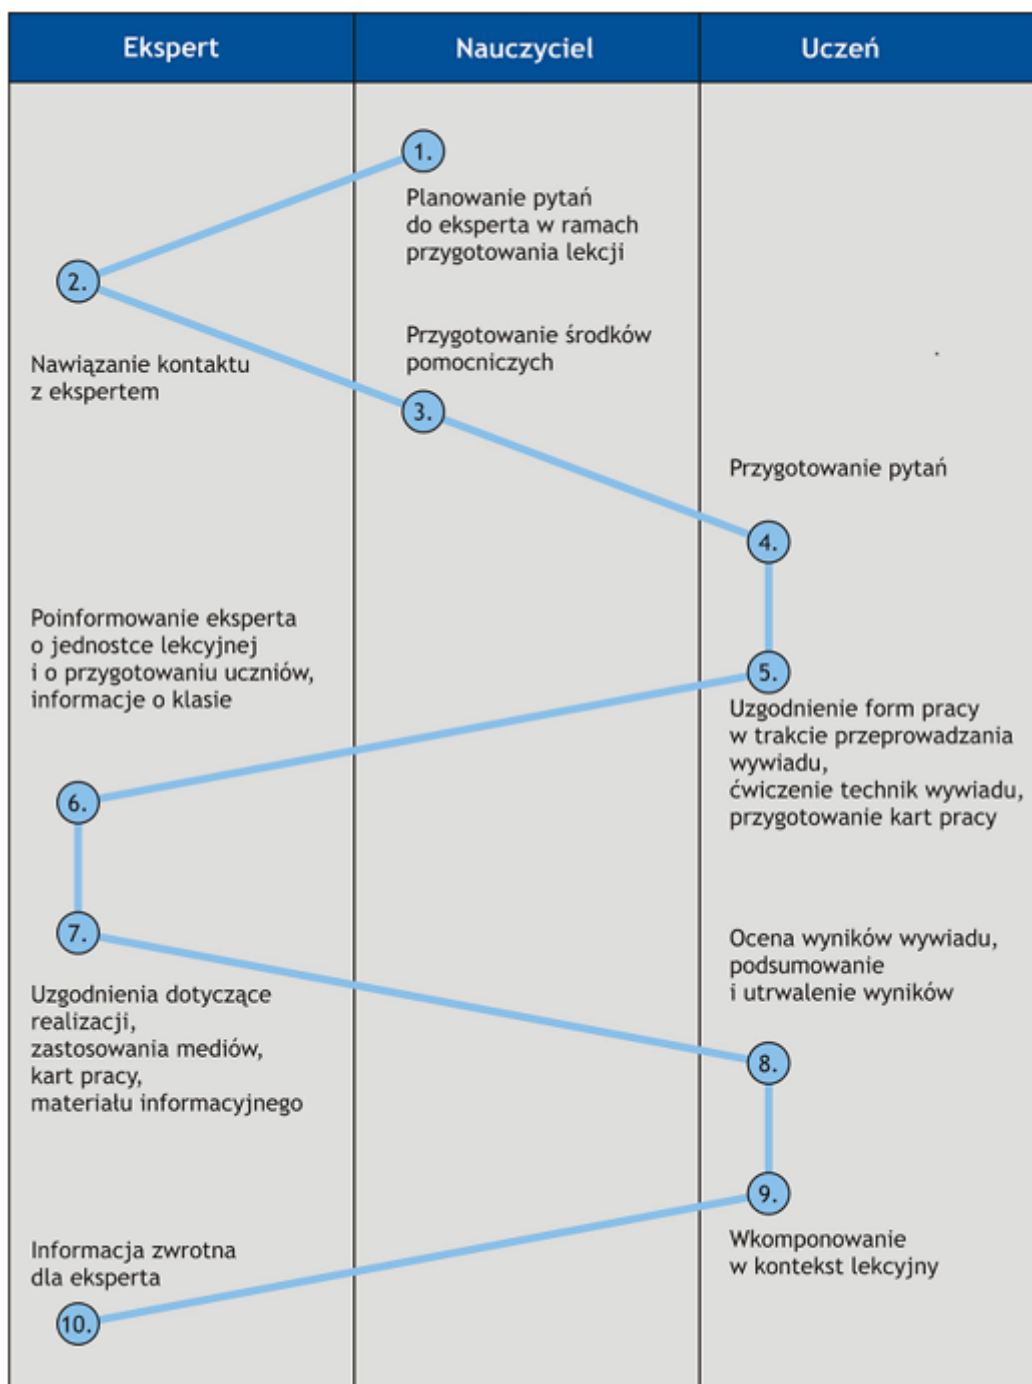 Ekspert
Nauczyciel
Uczeń
1.
Planowanie pytań
do eksperta w ramach
przygotowania lekcji
2.
Nawiązanie kontaktu
z ekspertem
Przygotowanie środków
pomocniczych
3.
Przygotowanie pytań
4.
5.
Uzgodnienie form pracy
w trakcie przeprowadzania
wywiadu,
ćwiczenie technik wywiadu,
przygotowanie kart pracy
Poinformowanie eksperta
o jednostce lekcyjnej
i o przygotowaniu uczniów,
informacje o klasie
6.
7.
Uzgodnienia dotyczące
realizacji,
zastosowania mediów,
kart pracy,
materiału informacyjnego
Ocena wyników wywiadu,
podsumowanie
i utrwalenie wyników
8.
9.
Wkomponowanie
w kontekst lekcyjny
Informacja zwrotna
dla eksperta
10.